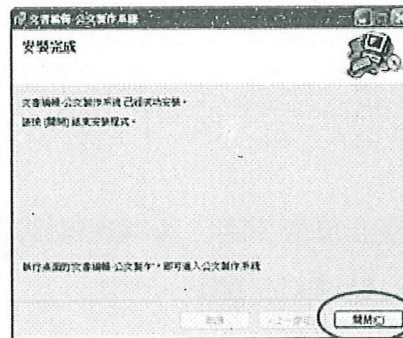 文書編輯-公文製作系統
安裝完成
文書編輯-公文製作系統 已經成功安裝。
請按 [關閉] 結束安裝程式。
執行桌面的"文書編輯-公文製作"，即可進入公文製作系統
取消
<上一步
關閉(C)